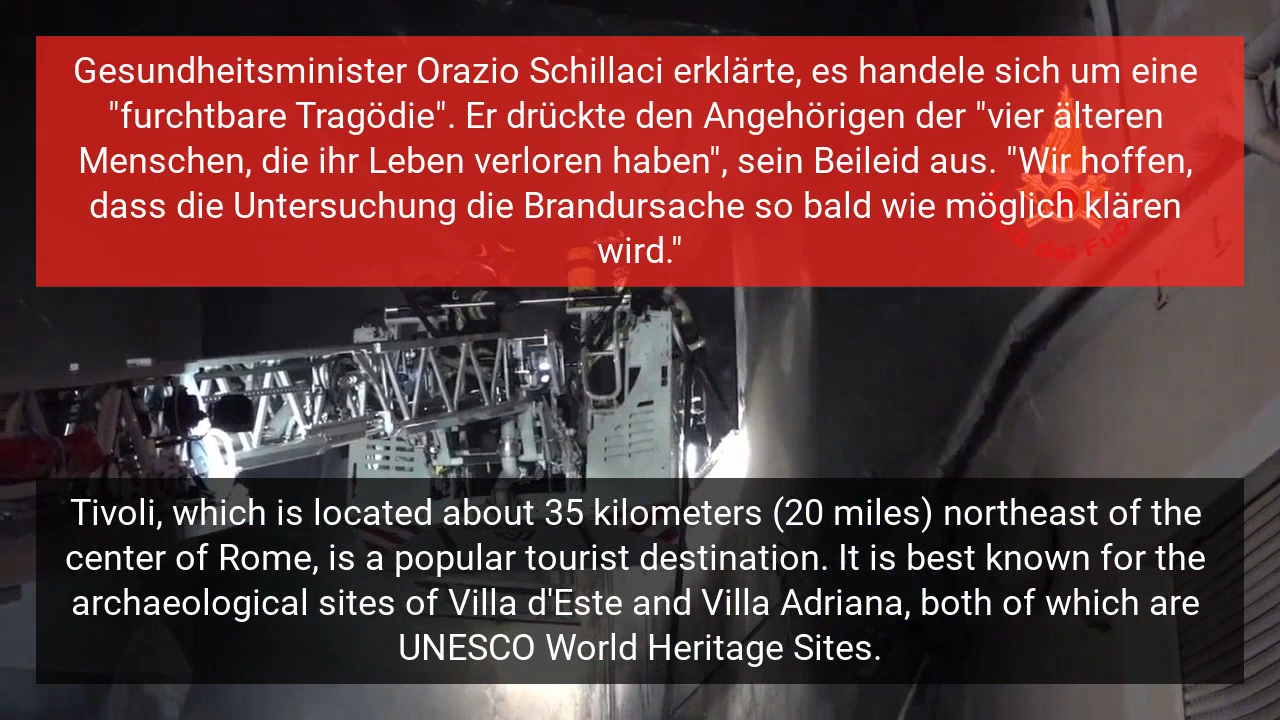 Gesundheitsminister Orazio Schillaci erklärte, es handele sich um eine
"furchtbare Tragödie". Er drückte den Angehörigen der "vier älteren
Menschen, die ihr Leben verloren haben", sein Beileid aus. "Wir hoffen,
dass die Untersuchung die Brandursache so bald wie möglich klären
wird."
Tivoli, which is located about 35 kilometers (20 miles) northeast of the
center of Rome, is a popular tourist destination. It is best known for the
archaeological sites of Villa d'Este and Villa Adriana, both of which are
UNESCO World Heritage Sites.